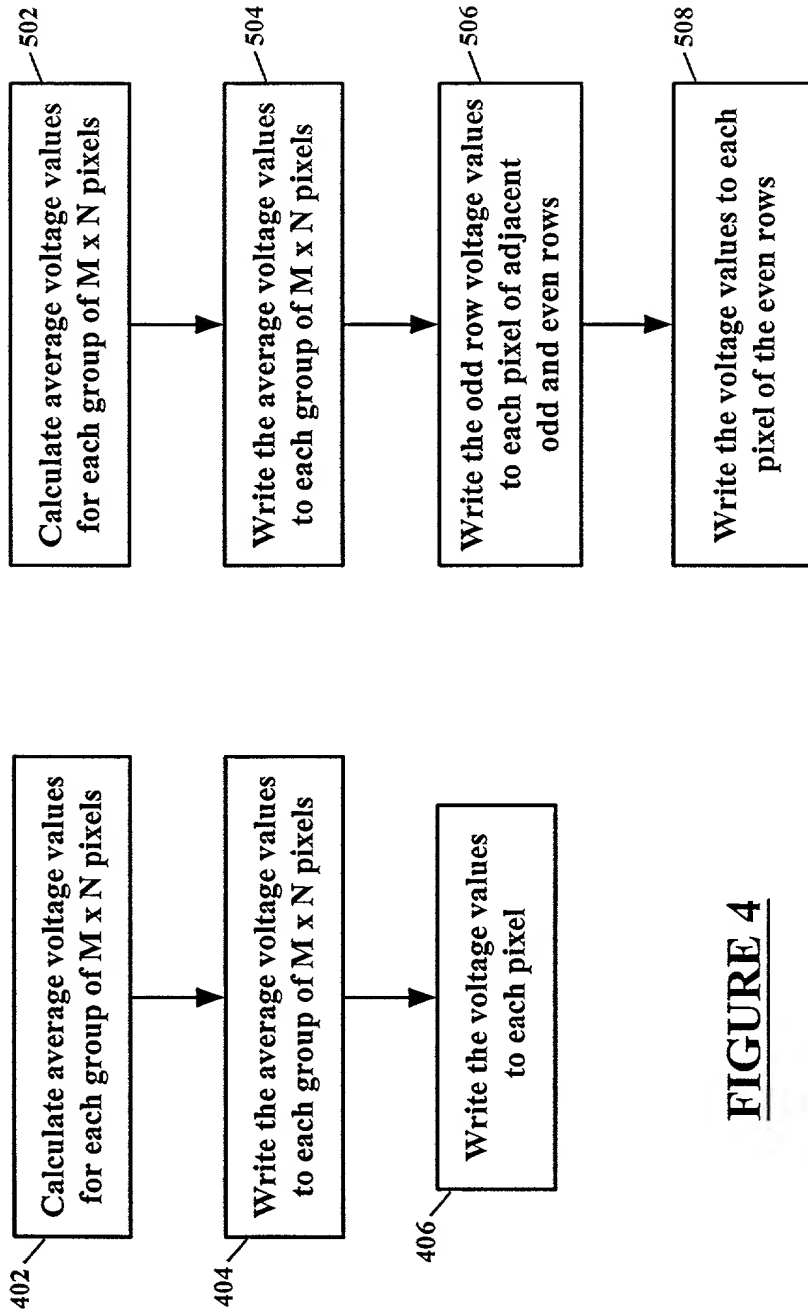 402
Calculate average voltage values
for each group of M x N pixels
404
Write the average voltage values
to each group of M x N pixels
406
Write the voltage values
to each pixel
FIGURE 4
502
Calculate average voltage values
for each group of M x N pixels
504
Write the average voltage values
to each group of M x N pixels
506
Write the odd row voltage values
to each pixel of adjacent
odd and even rows
508
Write the voltage values to each
pixel of the even rows